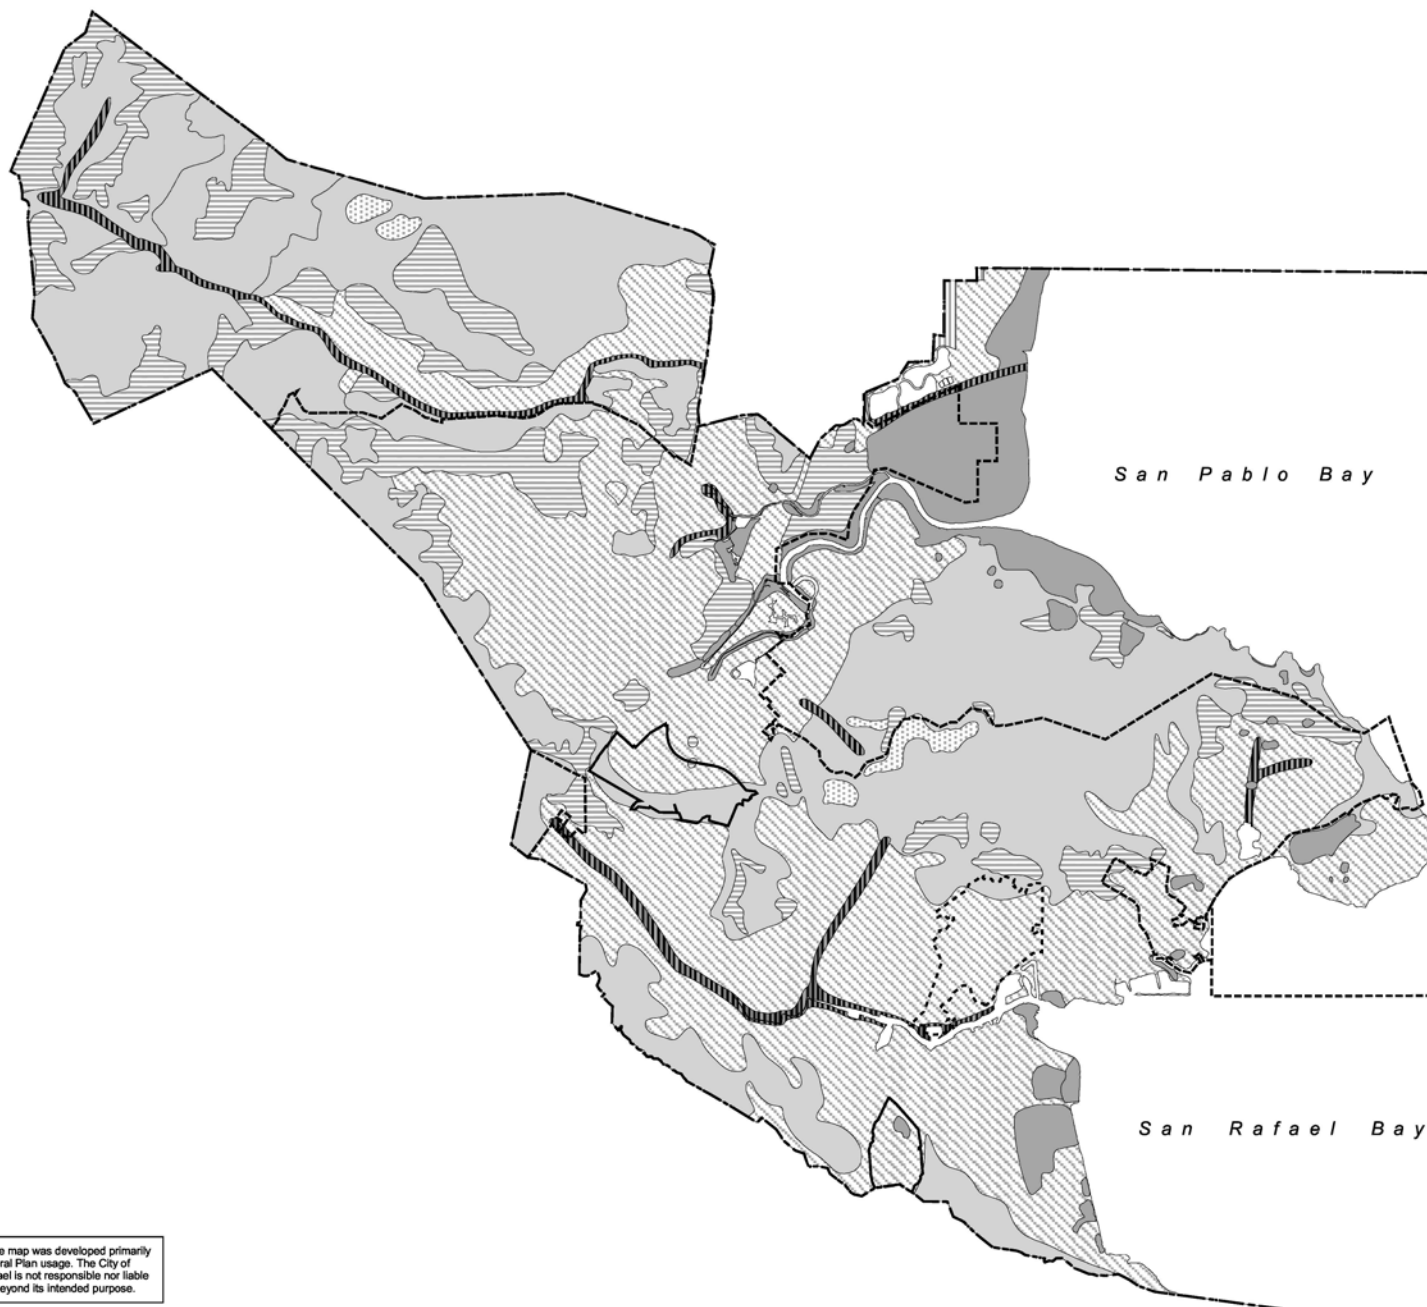 San Pablo Bay
San Rafael Bay
e map was developed primarily
ral Plan usage. The City of
ael is not responsible nor liable
eyond its intended purpose.